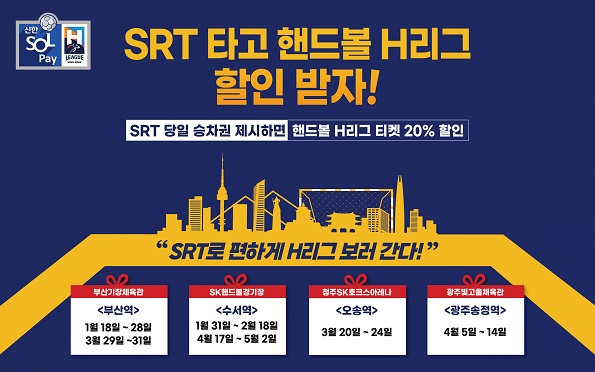 신한
SOL
Pay
H
LEAGUE
SRT 타고 핸드볼 H리그
할인 받자!
SRT 당일 승차권 제시하면 핸드볼 H리그 티켓 20% 할인
“SRT로 편하게 H리그 보러 간다!”
부산기장체육관
<부산역>
1월 18일 ~ 28일
3월 29일 ~31일
SK핸드볼경기장
<수서역>
1월 31일 ~ 2월 18일
4월 17일 ~ 5월 2일
청주SK호크스아레나
<오송역>
3월 20일 ~ 24일
광주빛고을체육관
<광주송정역>
4월 5일 ~ 14일